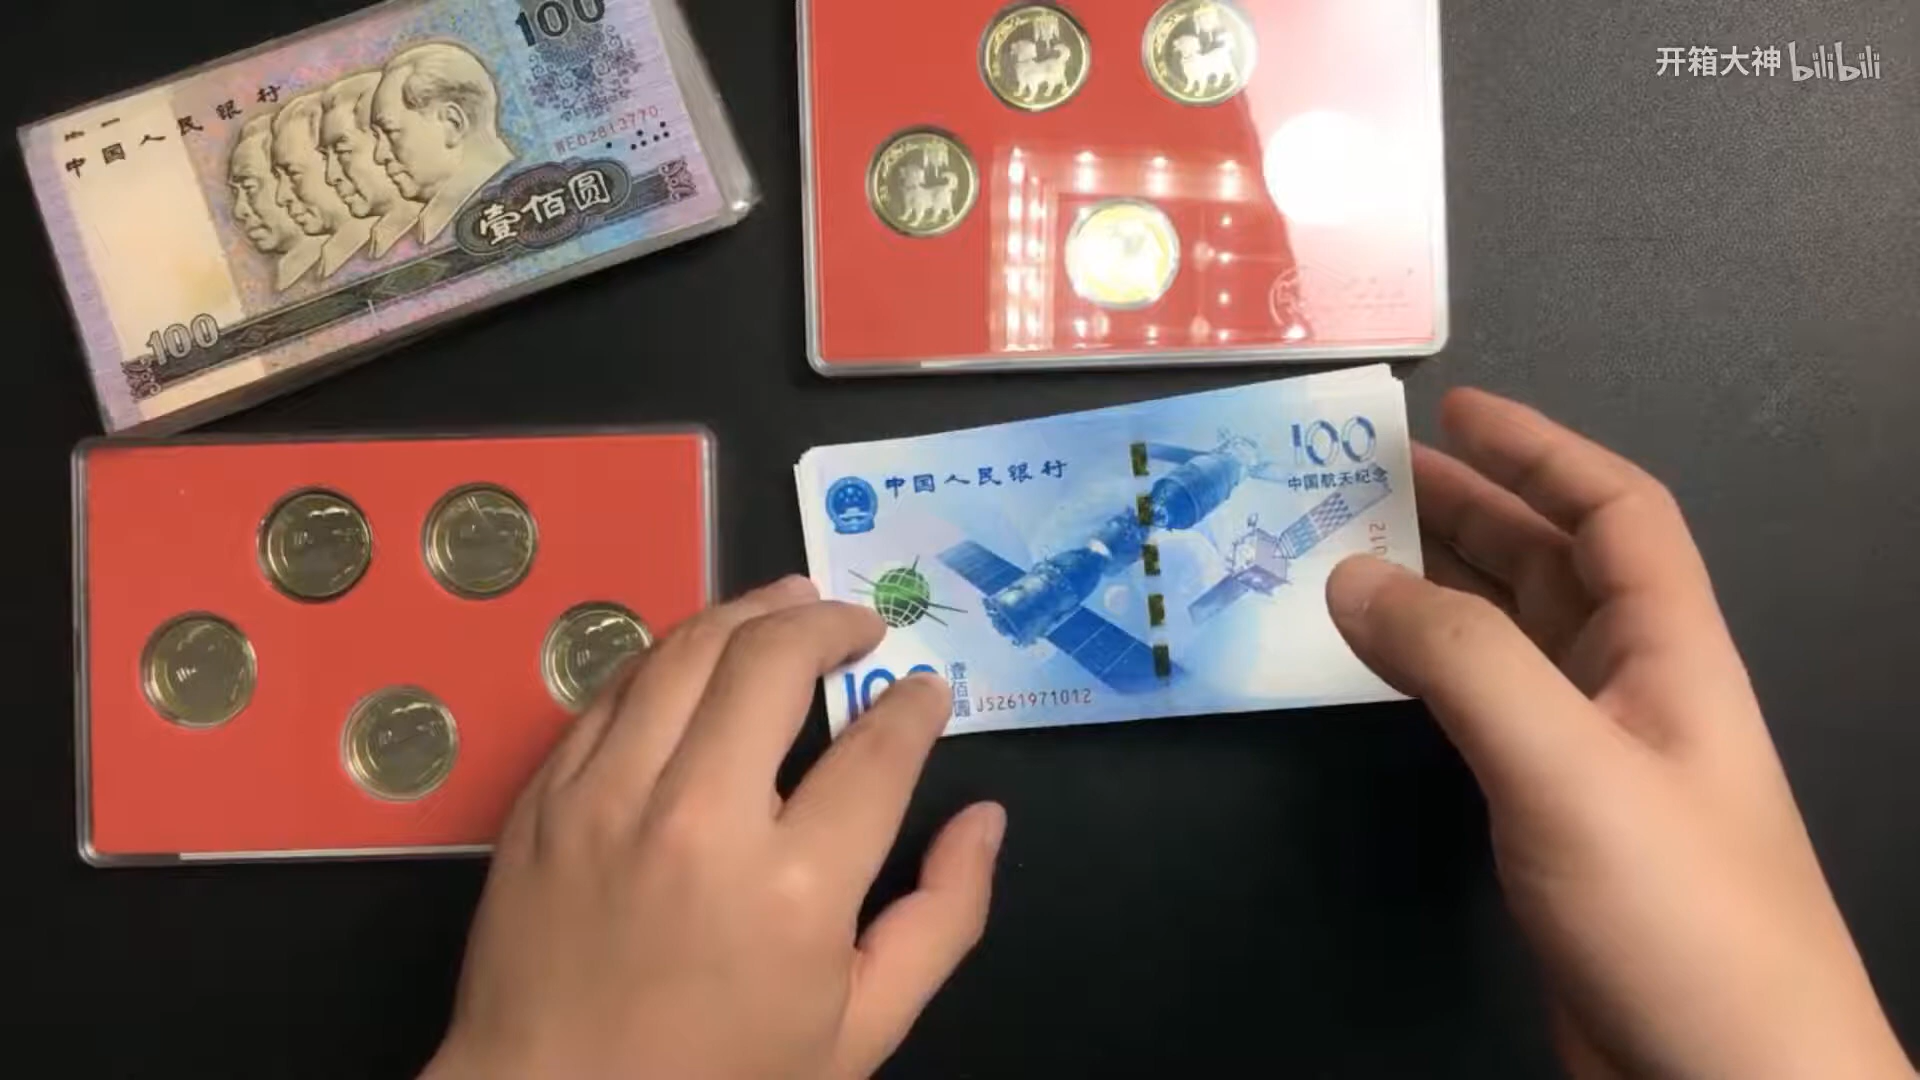 开箱大神 bilibili
100
中国人民银行
WE02813770
壹佰圆
100
中国人民银行
100
中国航天纪念
100
壹佰圆
J5261971012